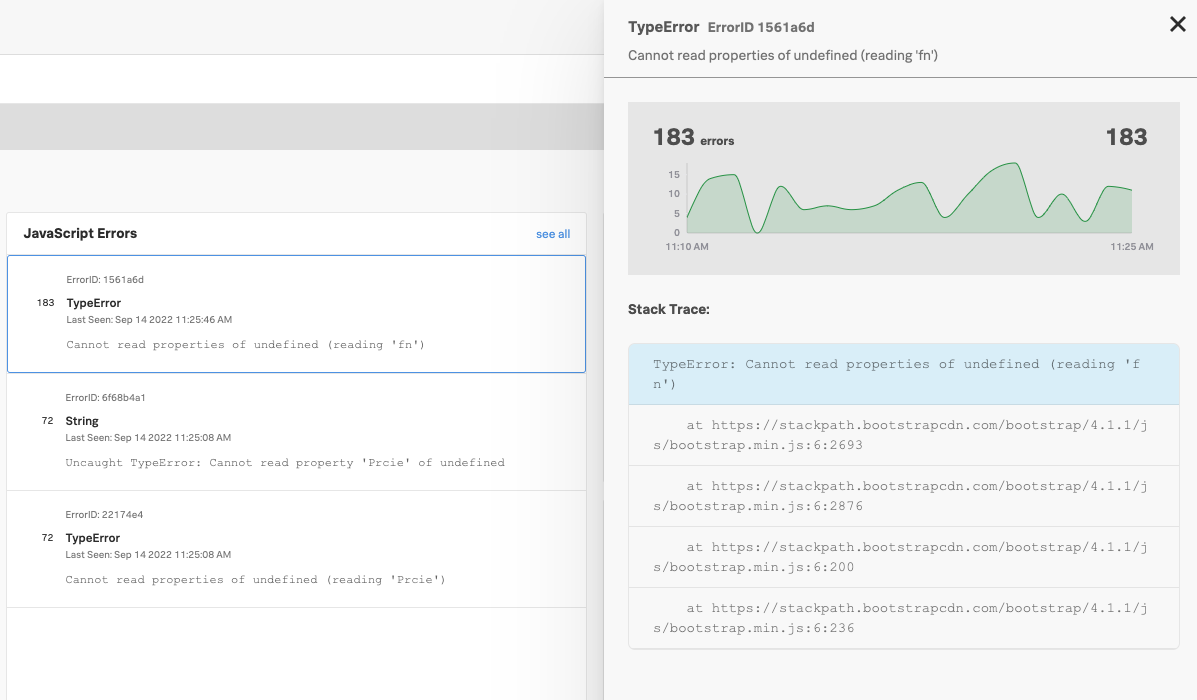 JavaScript Errors
see all
ErrorID: 1561a6d
183 TypeError
Last Seen: Sep 14 2022 11:25:46 AM
Cannot read properties of undefined (reading 'fn')
ErrorID: 6f68b4a1
72 String
Last Seen: Sep 14 2022 11:25:08 AM
Uncaught TypeError: Cannot read property 'Prcie' of undefined
ErrorID: 22174e4
72 TypeError
Last Seen: Sep 14 2022 11:25:08 AM
Cannot read properties of undefined (reading 'Prcie')
TypeError ErrorID 1561a6d
Cannot read properties of undefined (reading 'fn')
183 errors
183
15
10
5
0
11:10 AM
11:25 AM
Stack Trace:
TypeError: Cannot read properties of undefined (reading 'f
n')
at https://stackpath.bootstrapcdn.com/bootstrap/4.1.1/j
s/bootstrap.min.js:6:2693
at https://stackpath.bootstrapcdn.com/bootstrap/4.1.1/j
s/bootstrap.min.js:6:2876
at https://stackpath.bootstrapcdn.com/bootstrap/4.1.1/j
s/bootstrap.min.js:6:200
at https://stackpath.bootstrapcdn.com/bootstrap/4.1.1/j
s/bootstrap.min.js:6:236